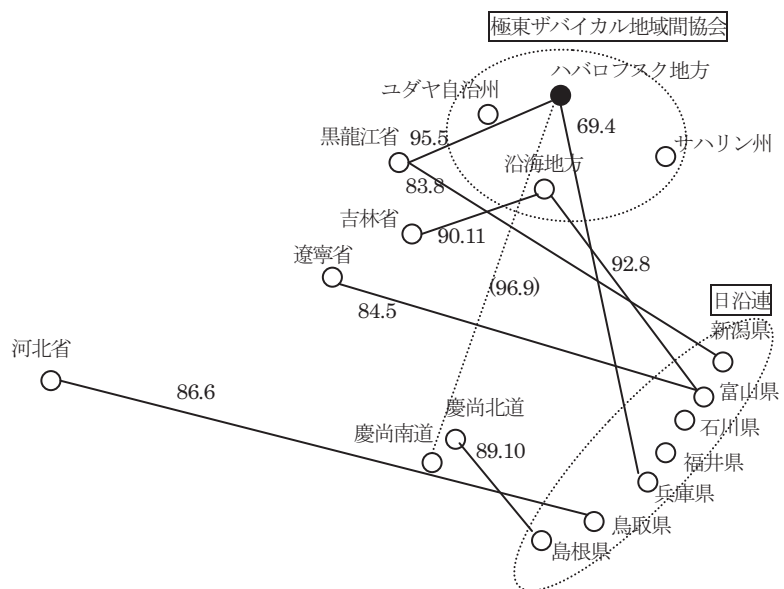 極東ザバイカル地域間協会
ハバロフスク地方
ユダヤ自治州
69.4
黒龍江省
95.5
サハリン州
沿海地方
83.8
吉林省
90.11
遼寧省
92.8
(96.9)
84.5
日沿連
新潟県
河北省
86.6
富山県
慶尚北道
石川県
慶尚南道
89.10
福井県
兵庫県
鳥取県
島根県